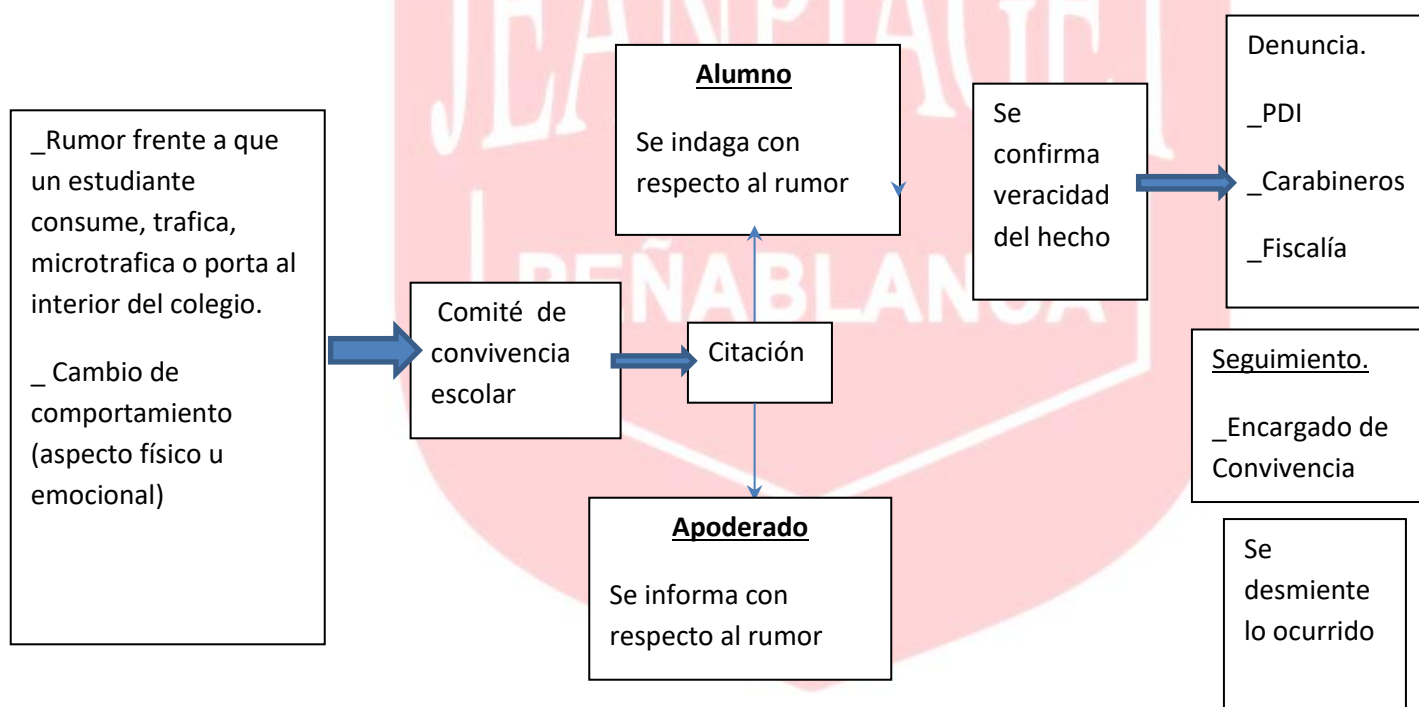 JEAN PIAGET
PEÑABLANCA
_Rumor frente a que
un estudiante
consume, trafica,
microtrafica o porta al
interior del colegio.
_ Cambio de
comportamiento
(aspecto físico u
emocional)
Comité de
convivencia
escolar
Citación
Alumno
Se indaga con
respecto al rumor
Apoderado
Se informa con
respecto al rumor
Se
confirma
veracidad
del hecho
Denuncia.
_PDI
_Carabineros
_Fiscalía
Seguimiento.
_Encargado de
Convivencia
Se
desmiente
lo ocurrido